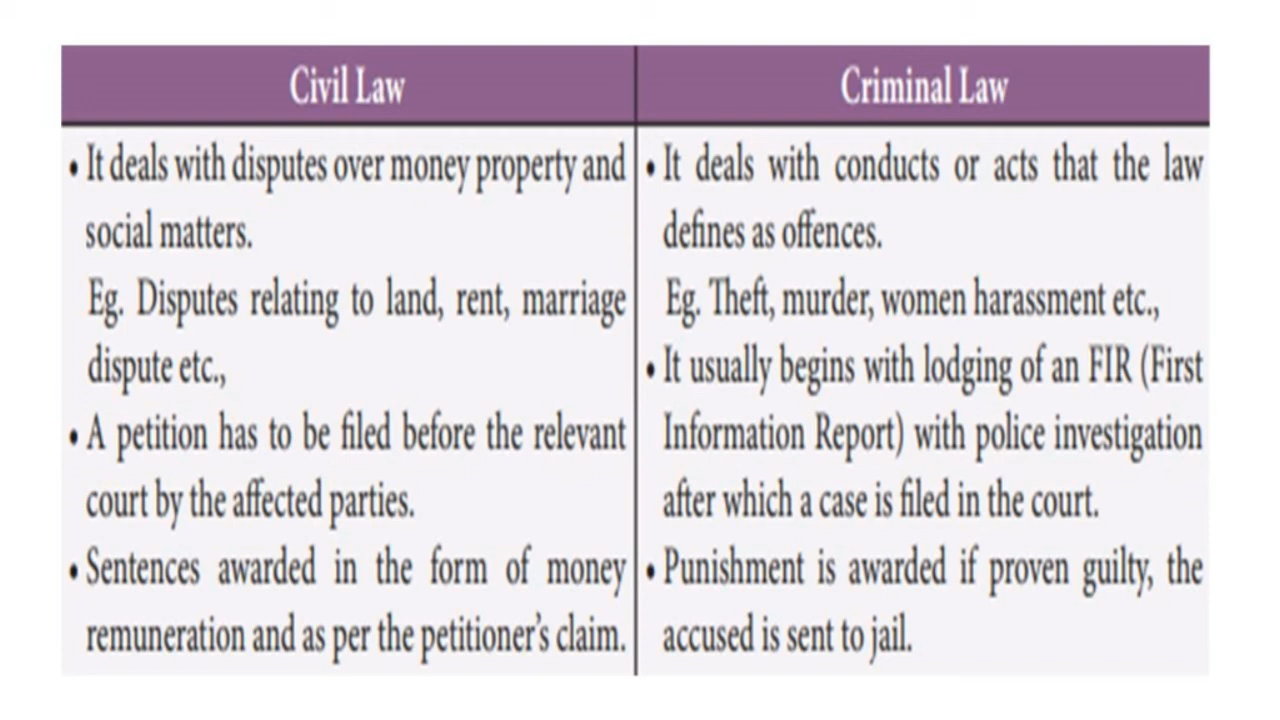 Civil Law
• It deals with disputes over money property and
social matters.
Eg. Disputes relating to land, rent, marriage
dispute etc.,
• A petition has to be filed before the relevant
court by the affected parties.
• Sentences awarded in the form of money
remuneration and as per the petitioner's claim.
Criminal Law
• It deals with conducts or acts that the law
defines as offences.
Eg. Theft, murder, women harassment etc.,
• It usually begins with lodging of an FIR (First
Information Report) with police investigation
after which a case is filed in the court.
• Punishment is awarded if proven guilty, the
accused is sent to jail.